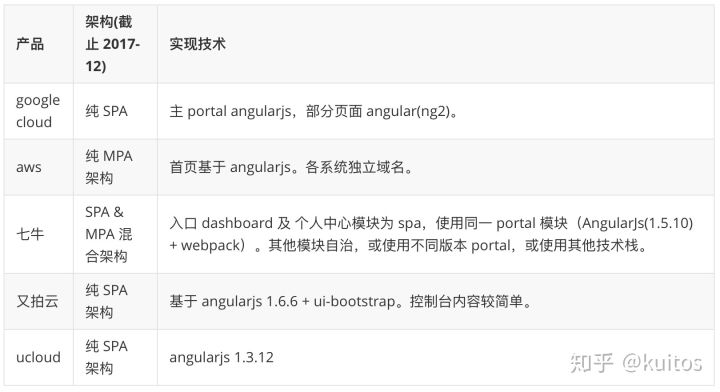 产品
架构(截
止 2017-
12)
实现技术
google
cloud
纯 SPA
主 portal angularjs，部分页面 angular(ng2)。
aws
纯 MPA
架构
首页基于 angularjs。各系统独立域名。
七牛
SPA &
MPA 混
合架构
入口 dashboard 及 个人中心模块为 spa，使用同一 portal 模块（AngularJs(1.5.10)
+ webpack）。其他模块自治，或使用不同版本 portal，或使用其他技术栈。
又拍云
纯 SPA
架构
基于 angularjs 1.6.6 + ui-bootstrap。控制台内容较简单。
ucloud
纯 SPA
架构
angularjs 1.3.12
知乎 @kuitos